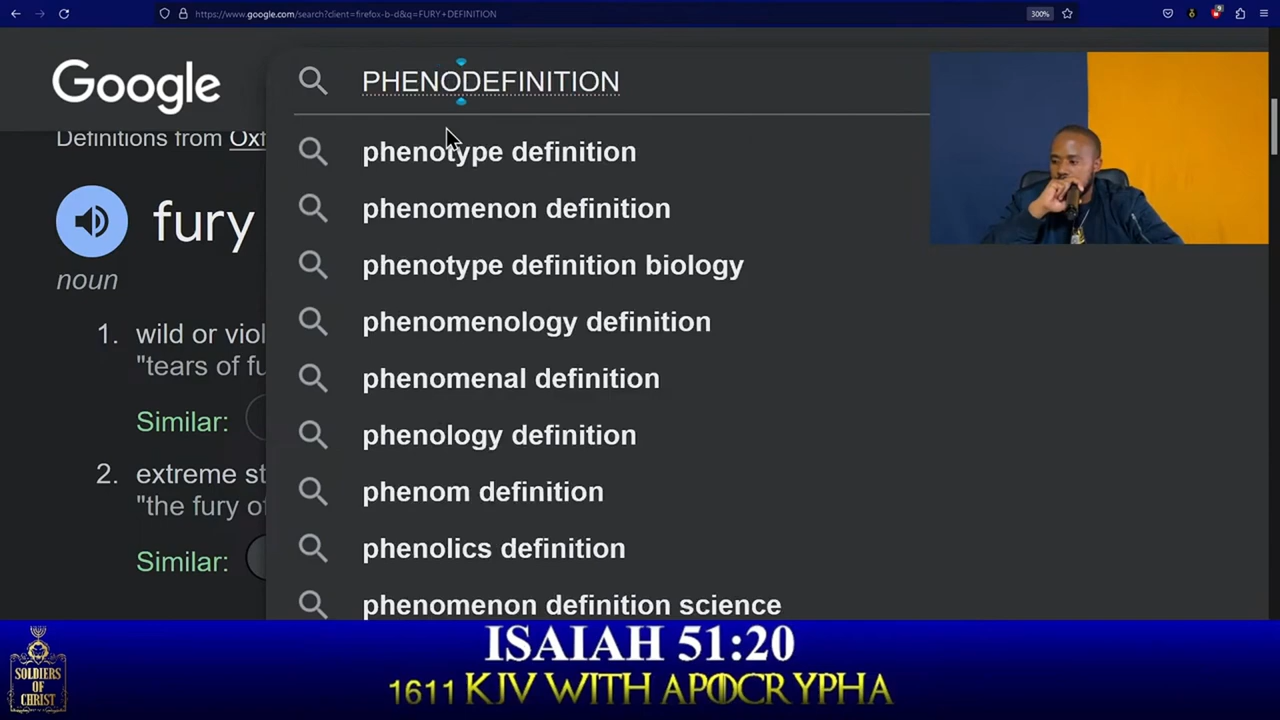 https://www.google.com/search?client=firefox-b-d&q=FURY+DEFINITION
300%
9
Google
PHENODEFINITION
Definitions from Oxf
phenotype definition
phenomenon definition
fury
phenotype definition biology
noun
phenomenology definition
1. wild or viol
"tears of fu
phenomenal definition
Similar:
phenology definition
2. extreme st
phenom definition
"the fury of
phenolics definition
Similar:
phenomenon definition science
ISAIAH 51:20
1611 KJV WITH APOCRYPHA
SOLDIERS
OF
CHRIST